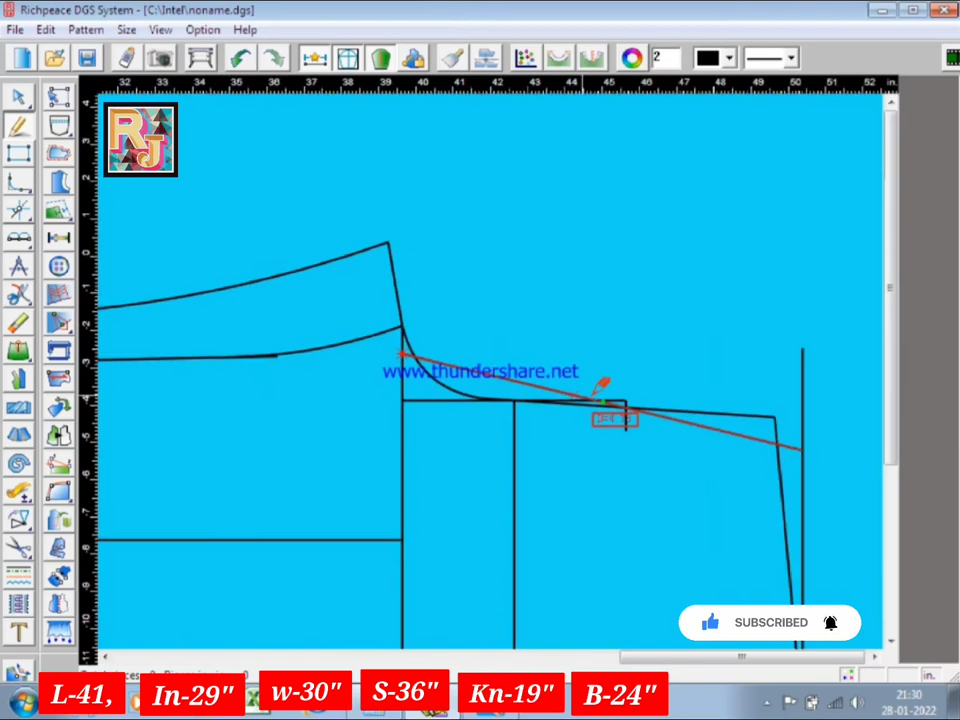 Richpeace DGS System - [C:\Intel\noname.dgs]
File Edit Pattern Size View Option Help
2
32 33 34 35 36 37 38 39 40 41 42 43 44 45 46 47 48 49 50 51 52 in.
RJ
www.thundershare.net
SUBSCRIBED
in.
L-41, In-29" w-30" S-36" Kn-19" B-24"
21:30
28-01-2022